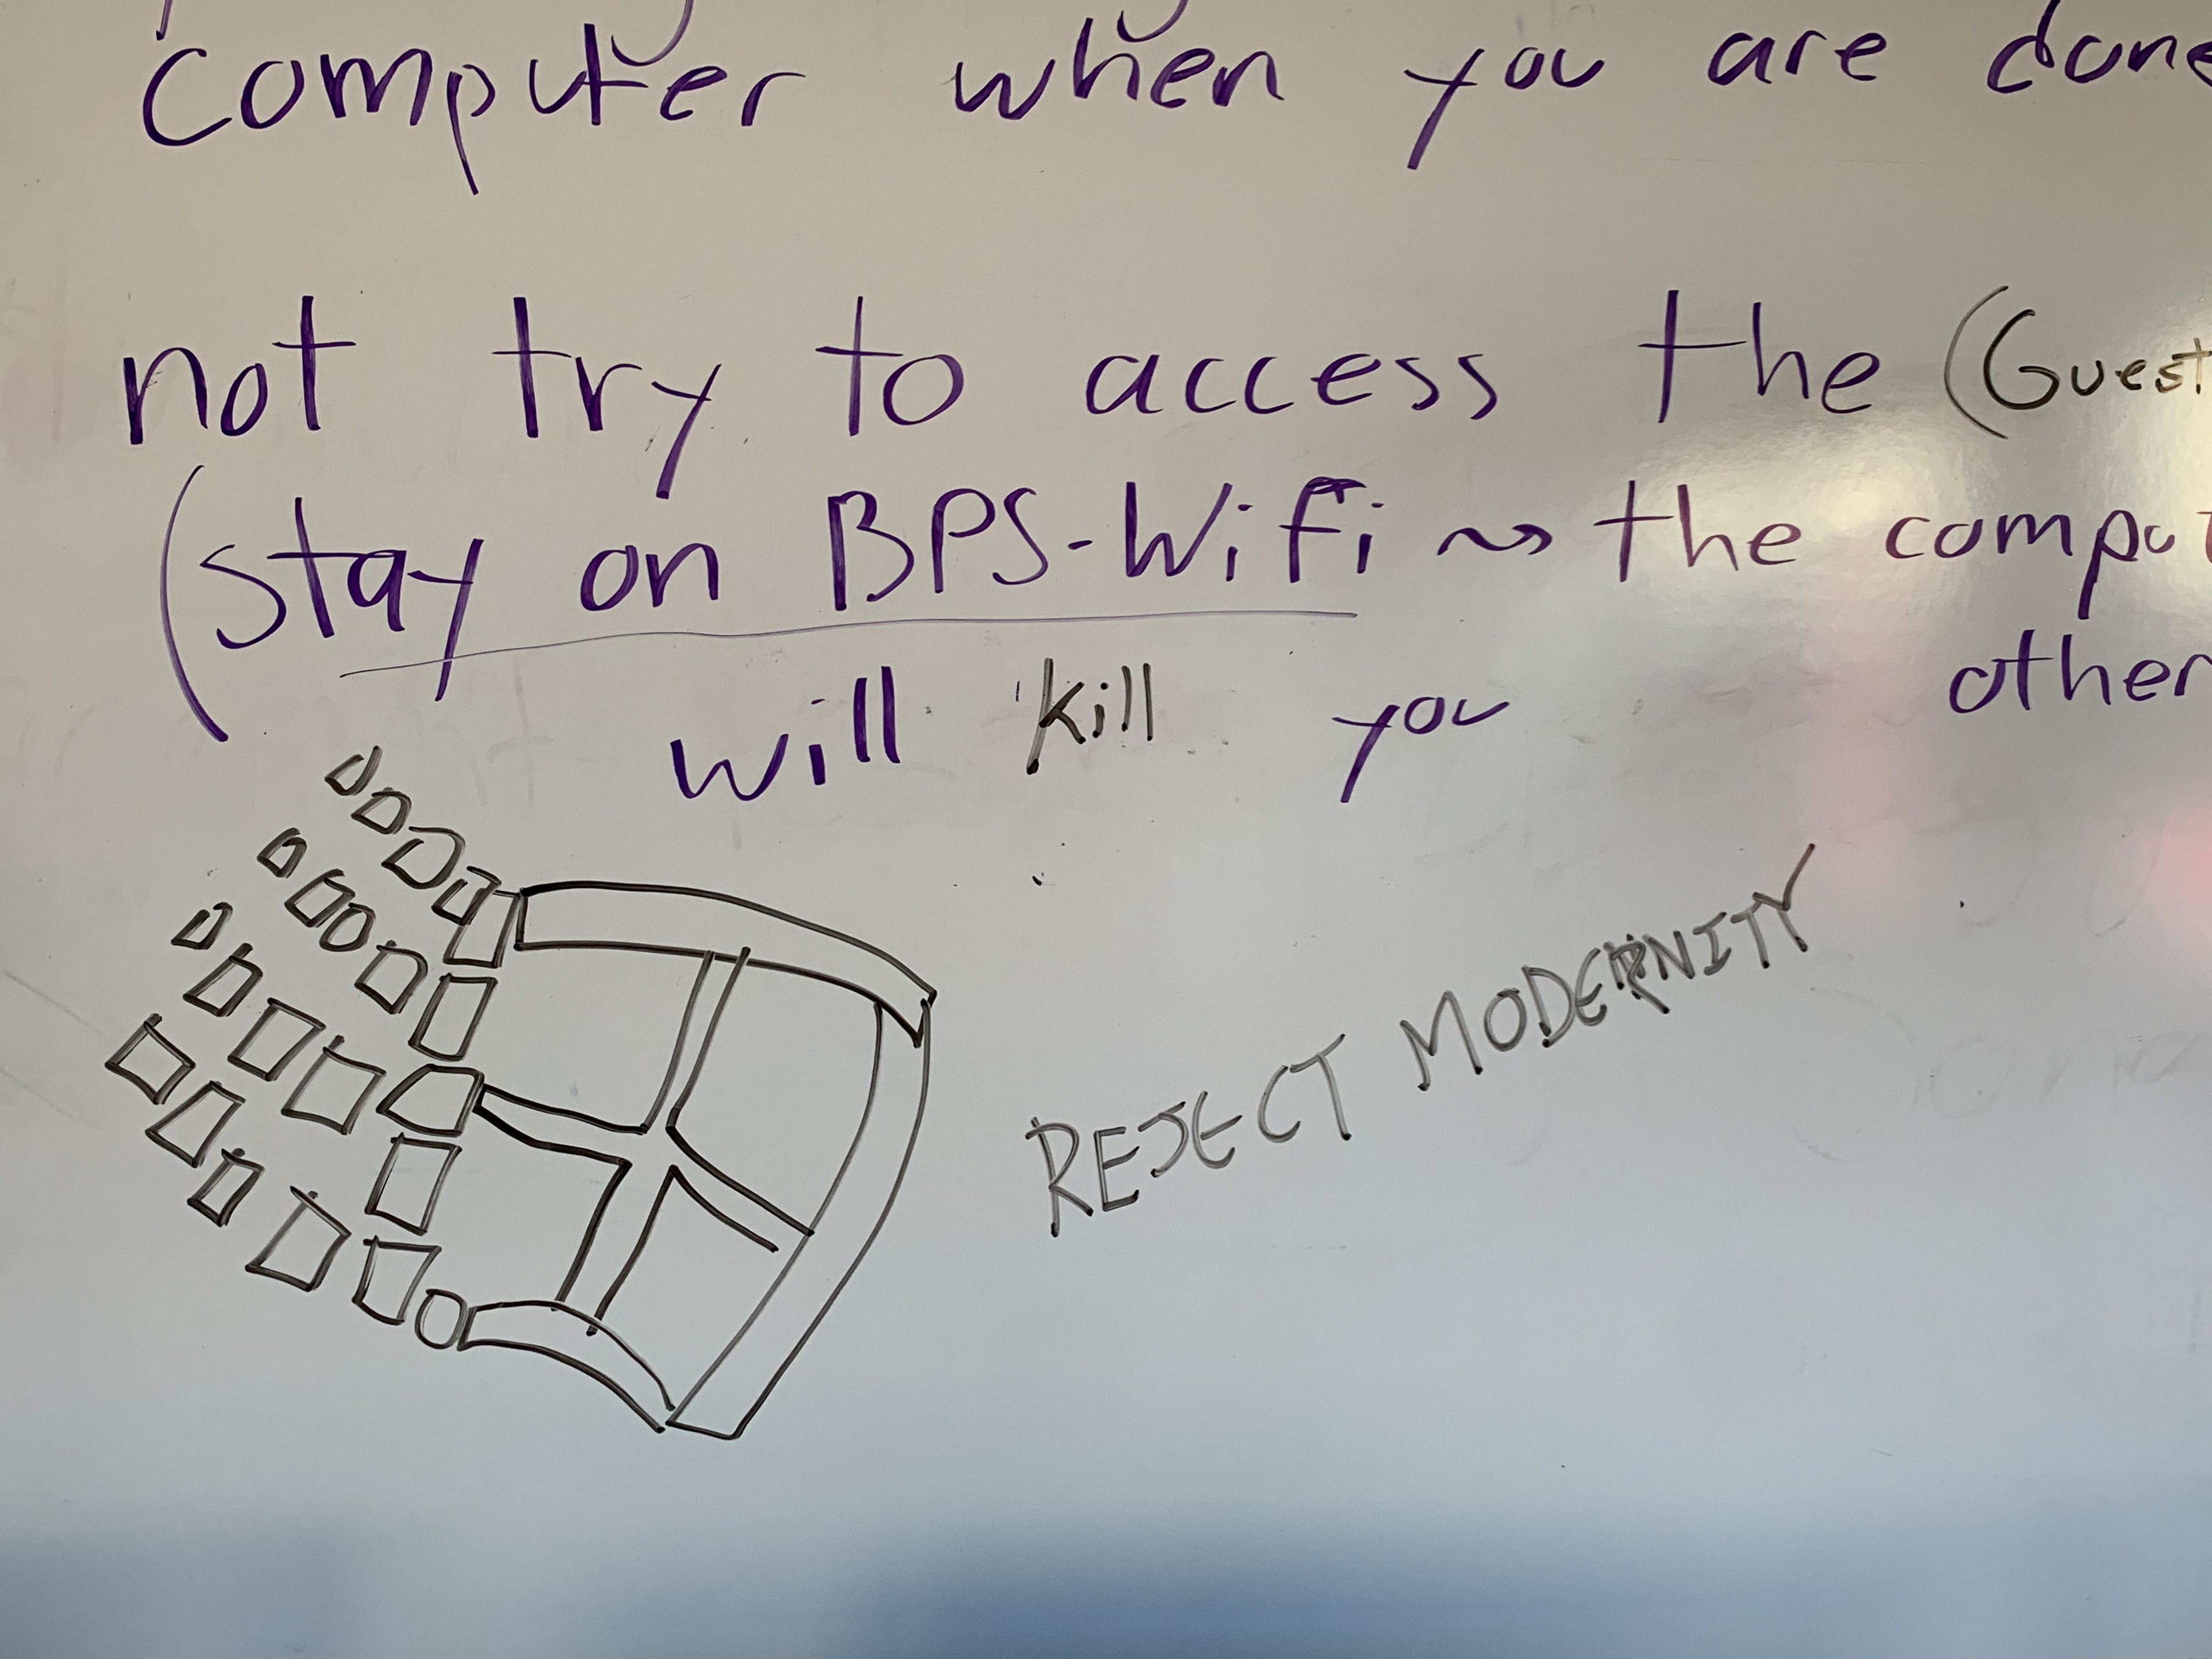 computer when you are done
not try to access the (Guest
(stay on BPS-Wifi ~> the comput
will kill you other
REJECT MODERNITY